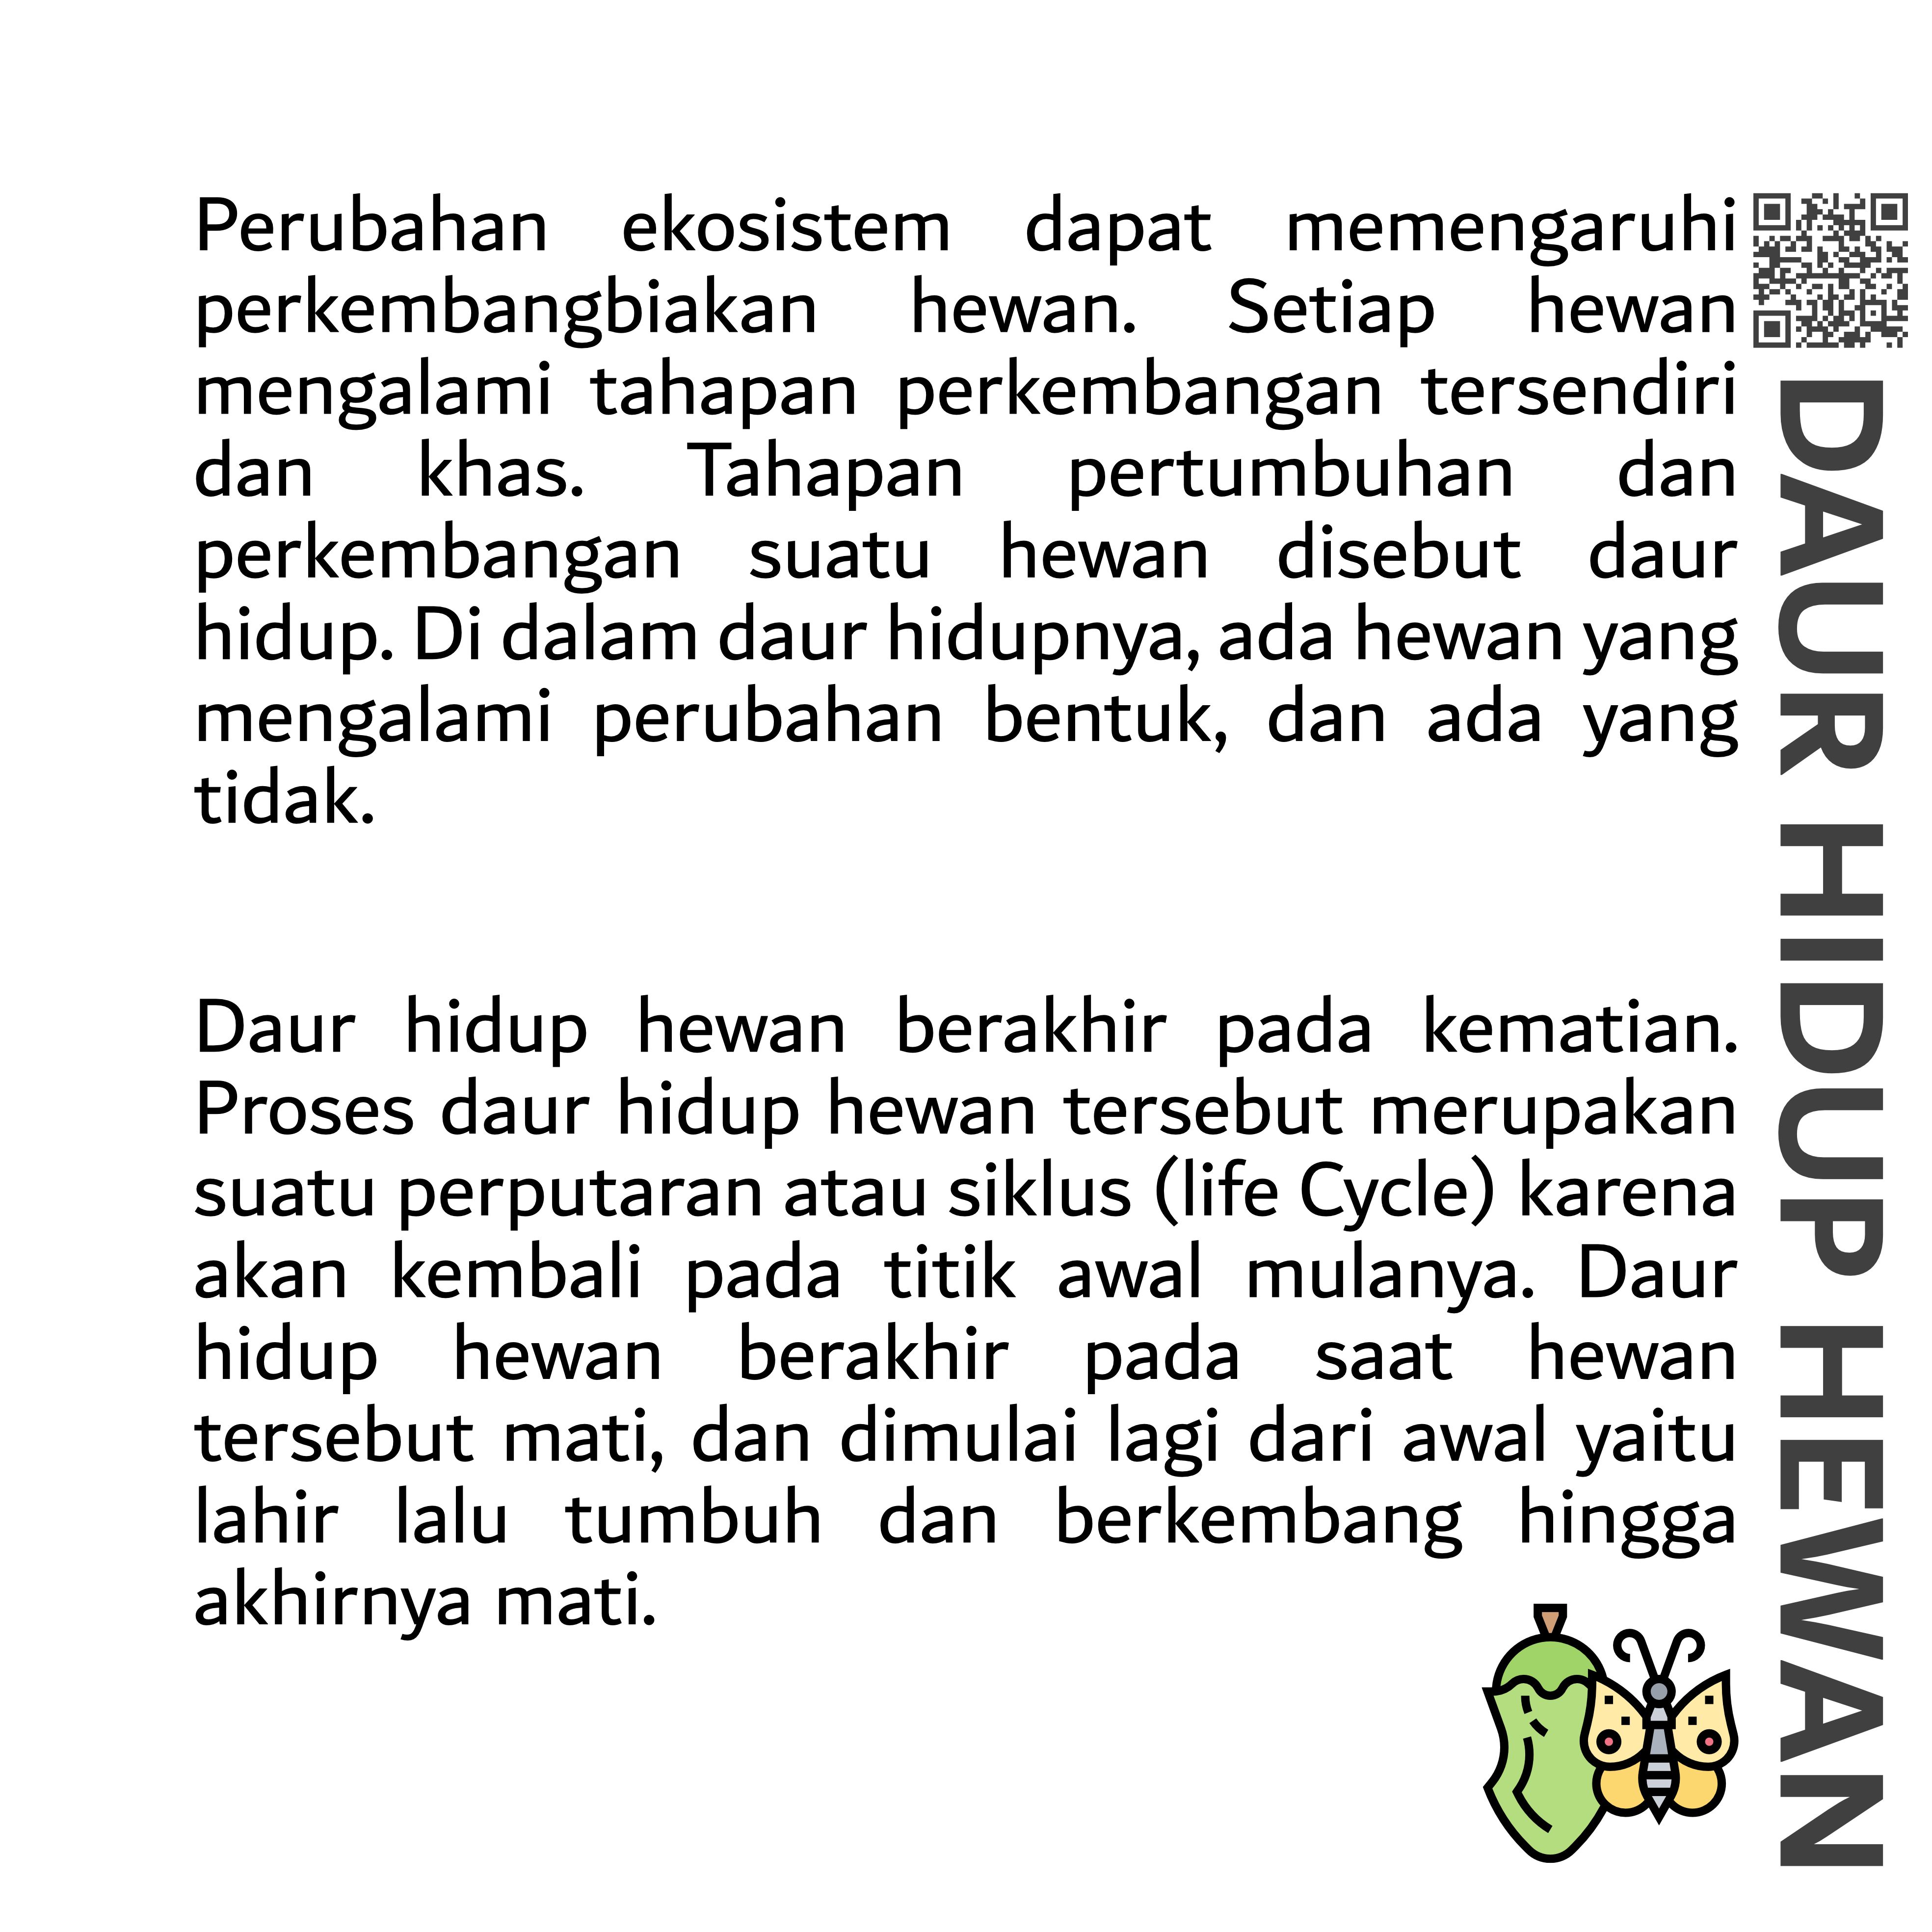 Perubahan ekosistem dapat memengaruhi
perkembangbiakan hewan. Setiap hewan
mengalami tahapan perkembangan tersendiri
dan khas. Tahapan pertumbuhan dan
perkembangan suatu hewan disebut daur
hidup. Di dalam daur hidupnya, ada hewan yang
mengalami perubahan bentuk, dan ada yang
tidak.
Daur hidup hewan berakhir pada kematian.
Proses daur hidup hewan tersebut merupakan
suatu perputaran atau siklus (life Cycle) karena
akan kembali pada titik awal mulanya. Daur
hidup hewan berakhir pada saat hewan
tersebut mati, dan dimulai lagi dari awal yaitu
lahir lalu tumbuh dan berkembang hingga
akhirnya mati.
DAUR HIDUP HEWAN